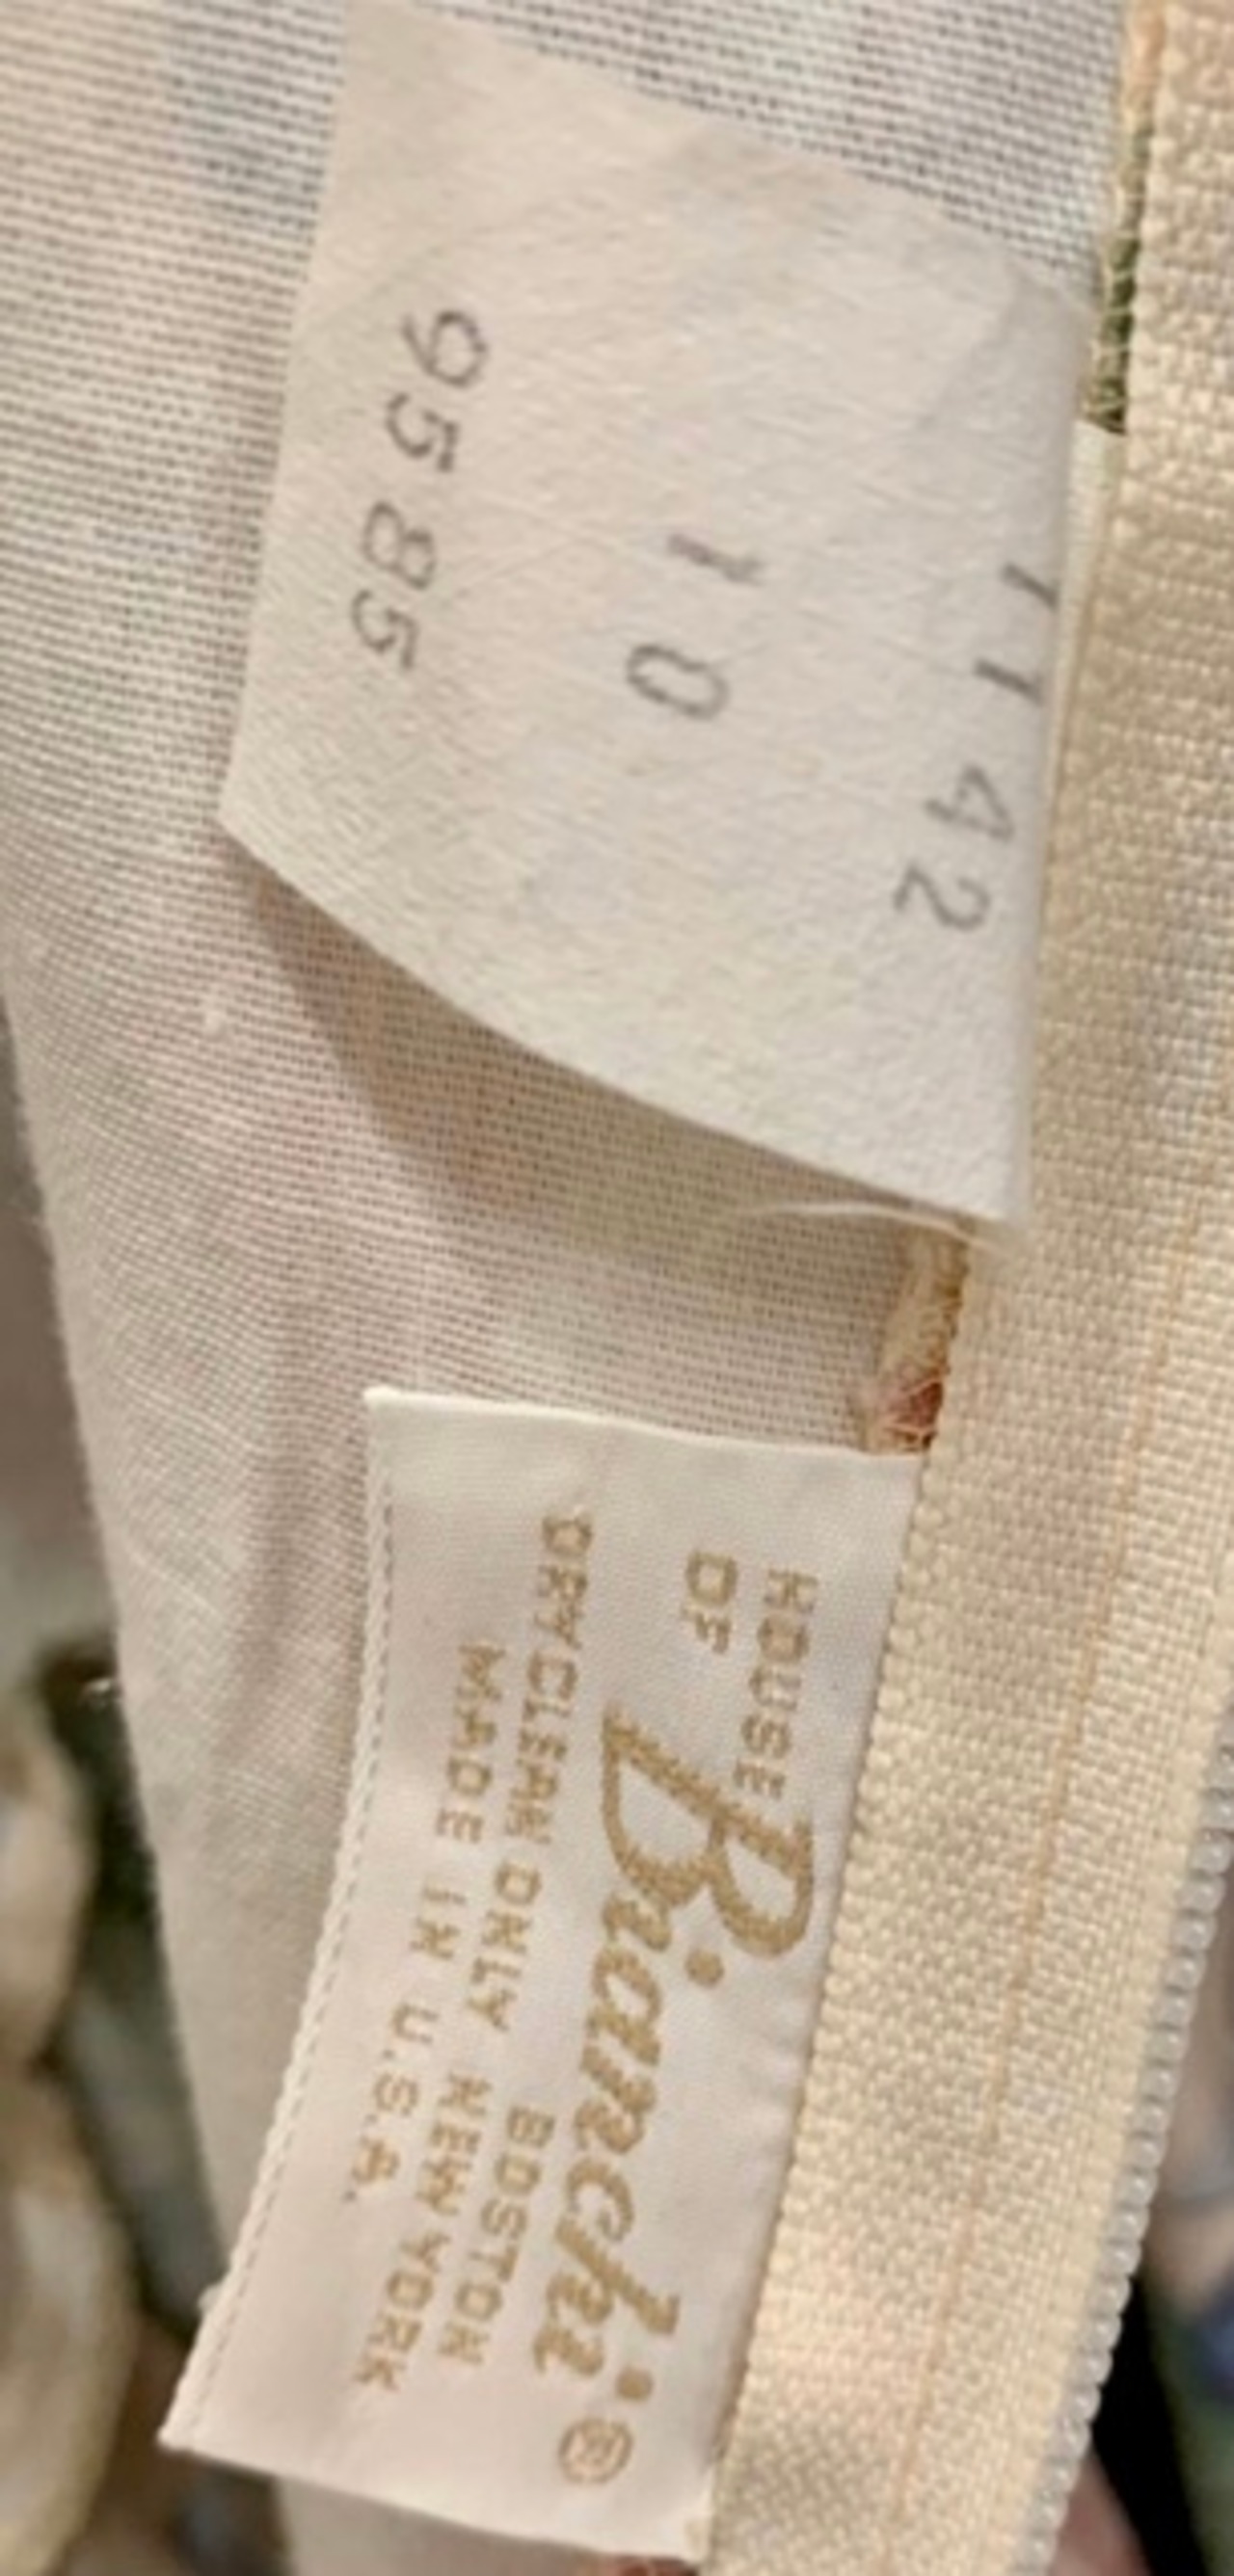 1142
10
9585
HOUSE
OF
Bianchi®
BOSTON
DRYCLEAN ONLY NEW YORK
MADE IN U.S.A.